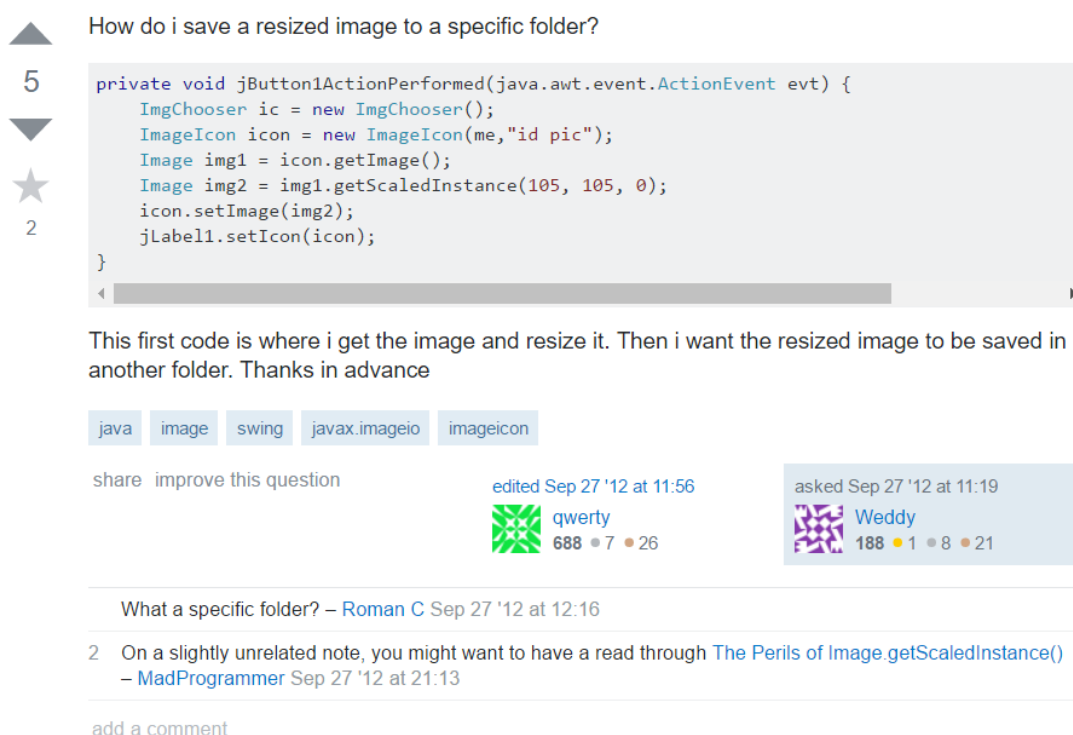 How do i save a resized image to a specific folder?
5
private void jButton1ActionPerformed(java.awt.event.ActionEvent evt) {
    ImgChooser ic = new ImgChooser();
    ImageIcon icon = new ImageIcon(me,"id pic");
    Image img1 = icon.getImage();
    Image img2 = img1.getScaledInstance(105, 105, 0);
    icon.setImage(img2);
    jLabel1.setIcon(icon);
}
2
This first code is where i get the image and resize it. Then i want the resized image to be saved in
another folder. Thanks in advance
java image swing javax.imageio imageicon
share improve this question
edited Sep 27 '12 at 11:56
qwerty
688 ●7 ●26
asked Sep 27 '12 at 11:19
Weddy
188 ●1 ●8 ●21
What a specific folder? – Roman C Sep 27 '12 at 12:16
2 On a slightly unrelated note, you might want to have a read through The Perils of Image.getScaledInstance()
– MadProgrammer Sep 27 '12 at 21:13
add a comment